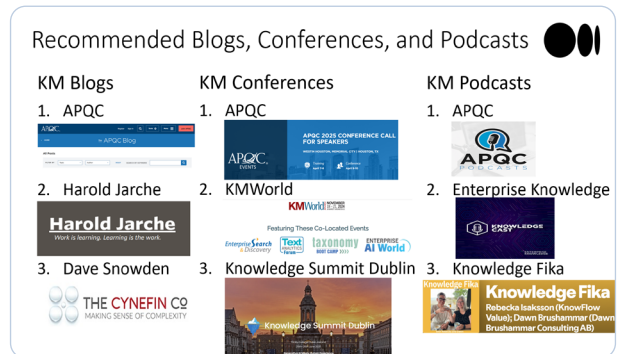 Recommended Blogs, Conferences, and Podcasts
KM Blogs
1. APQC
APQC
APQC Blog
2. Harold Jarche
Harold Jarche
Work is learning. Learning is the work.
3. Dave Snowden
THE CYNEFIN CO
MAKING SENSE OF COMPLEXITY
KM Conferences
1. APQC
APQC
EVENTS
APQC 2025 CONFERENCE CALL
FOR SPEAKERS
2. KMWorld
KMWorld
Featuring These Co-Located Events
Enterprise Search
& Discovery
Text
ANALYTICS
Forum
taxonomy
BOOT CAMP
ENTERPRISE
AI World
3. Knowledge Summit Dublin
Knowledge Summit Dublin
KM Podcasts
1. APQC
APQC
PODCASTS
2. Enterprise Knowledge
KNOWLEDGE
CAST
3. Knowledge Fika
Knowledge Fika
Knowledge Fika
Rebecka Isaksson (KnowFlow
Value); Dawn Brushammar (Dawn
Brushammar Consulting AB)